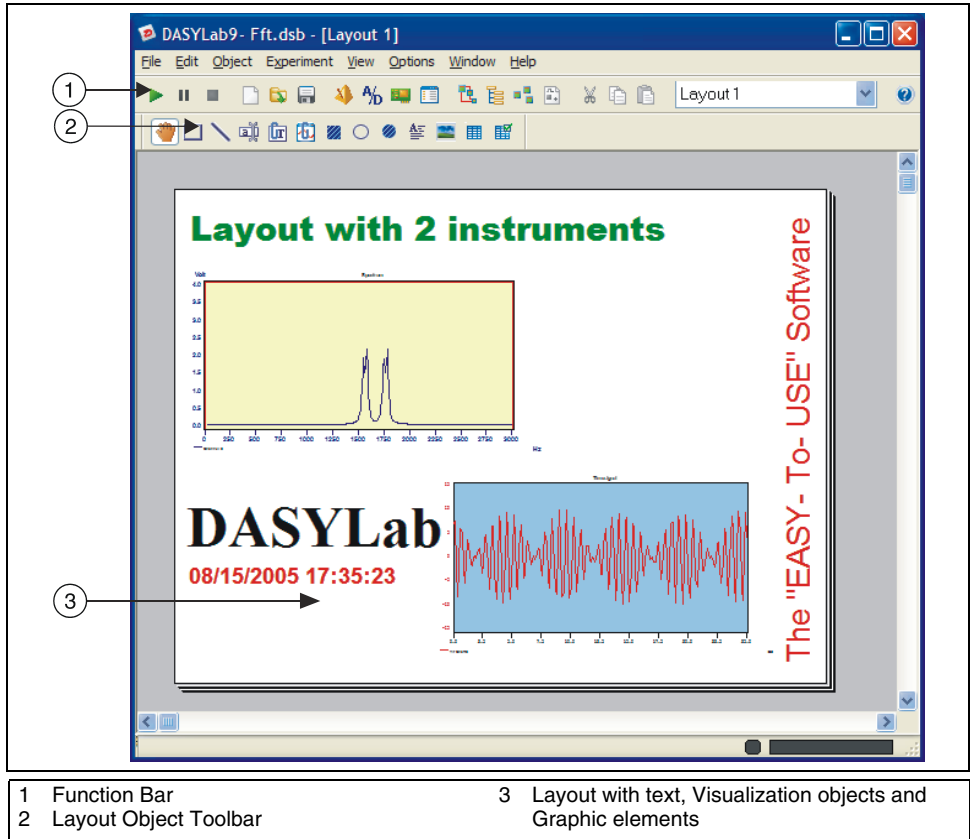 DASYLab9- Fft.dsb - [Layout 1]
File Edit Object Experiment View Options Window Help
1
A/D
Layout 1
2
Layout with 2 instruments
The "EASY- To- USE" Software
Volt
Spectrum
4.0
3.5
3.0
2.5
2.0
1.5
1.0
0.5
0.0
0 250 500 750 1000 1250 1500 1750 2000 2250 2500 2750 3000
Hz
DASYLab
08/15/2005 17:35:23
3
1 Function Bar
2 Layout Object Toolbar
3 Layout with text, Visualization objects and
Graphic elements